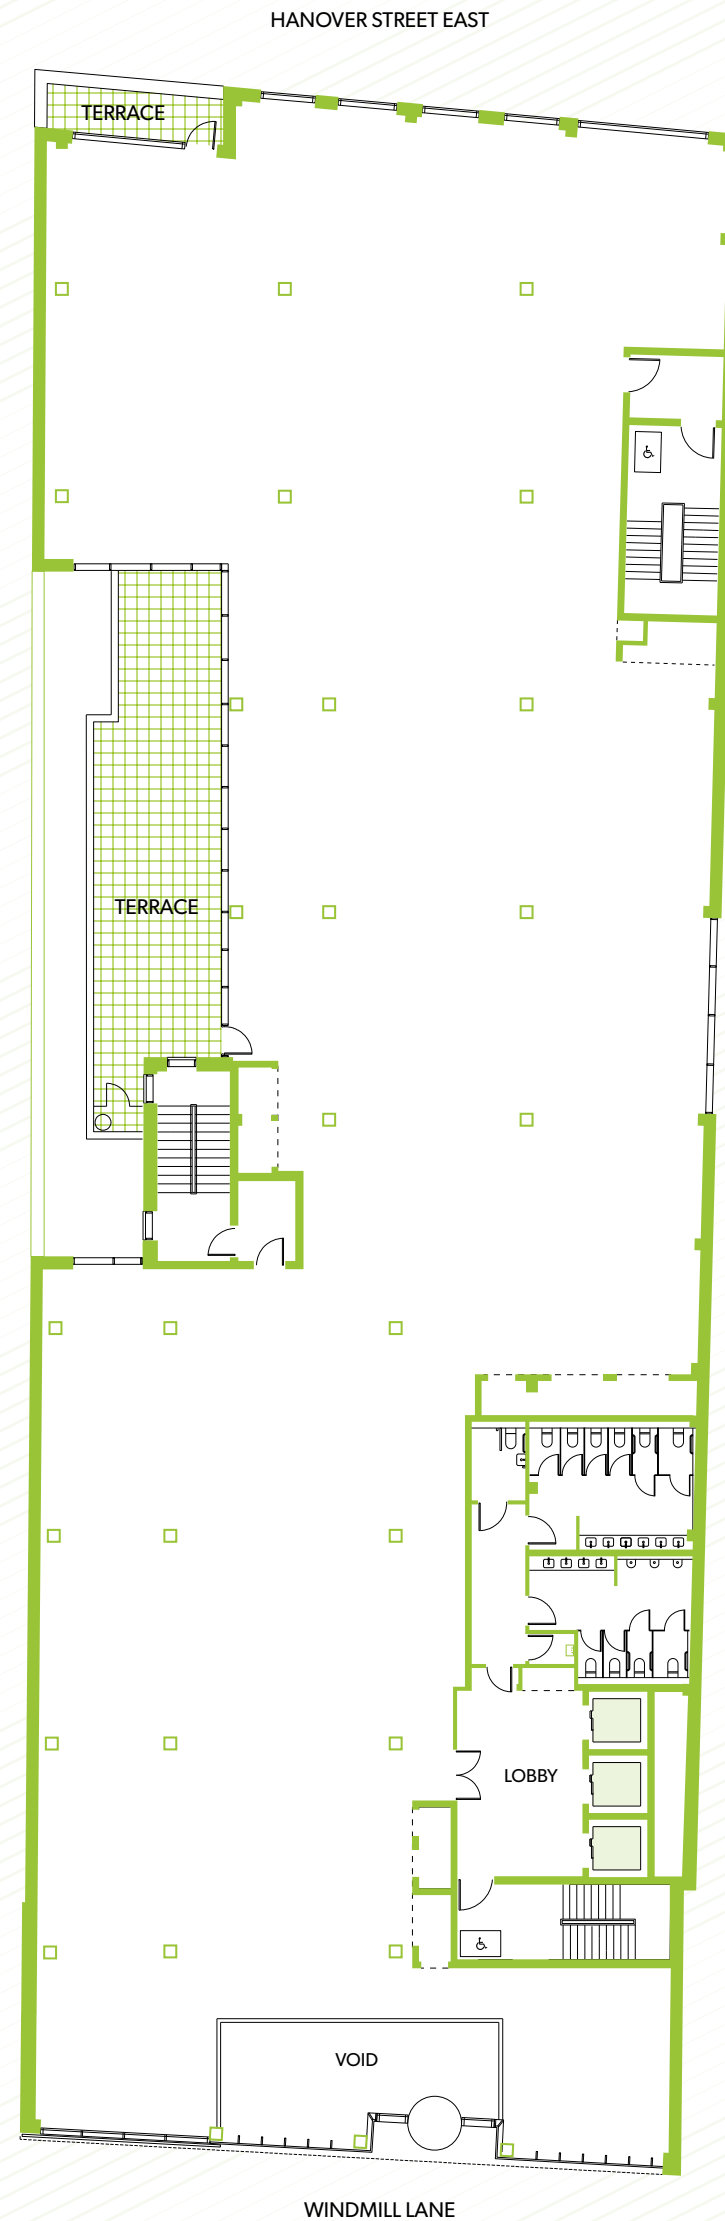 HANOVER STREET EAST
TERRACE
TERRACE
LOBBY
VOID
WINDMILL LANE